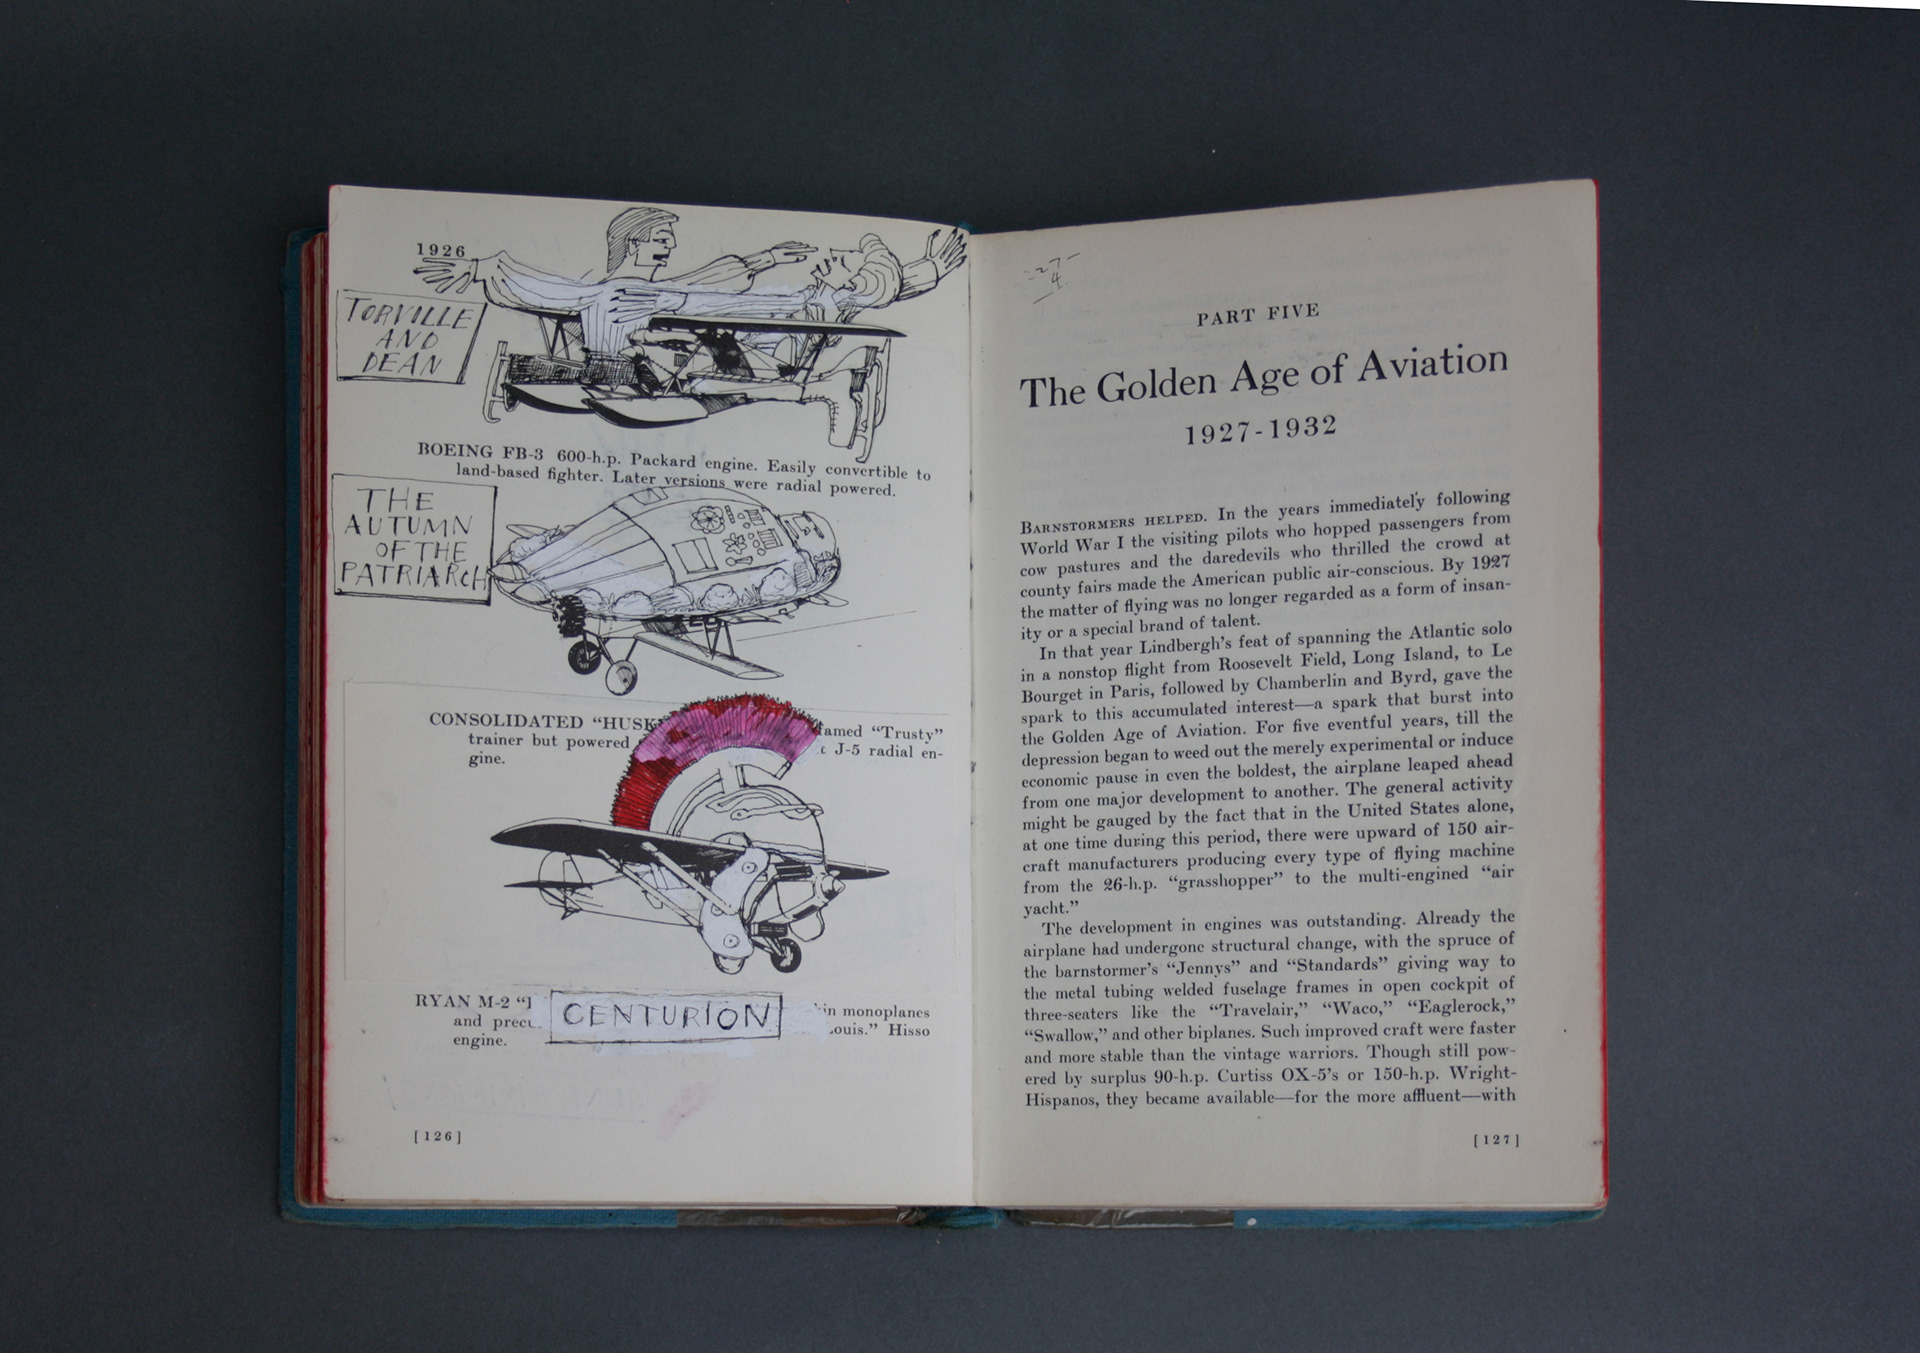 1926
TORVILLE
AND
DEAN
BOEING FB-3 600-h.p. Packard engine. Easily convertible to
land-based fighter. Later versions were radial powered.
THE
AUTUMN
OF THE
PATRIARCH
CONSOLIDATED “HUSK amed “Trusty”
trainer but powered J-5 radial en-
gine.
RYAN M-2 in monoplanes
and Louis.” Hisso
engine.
CENTURION
[126]
27-
4
PART FIVE
The Golden Age of Aviation
1927-1932
BARNSTORMERS HELPED. In the years immediately following
World War I the visiting pilots who hopped passengers from
cow pastures and the daredevils who thrilled the crowd at
county fairs made the American public air-conscious. By 1927
the matter of flying was no longer regarded as a form of insan-
ity or a special brand of talent.
In that year Lindbergh’s feat of spanning the Atlantic solo
in a nonstop flight from Roosevelt Field, Long Island, to Le
Bourget in Paris, followed by Chamberlin and Byrd, gave the
spark to this accumulated interest—a spark that burst into
the Golden Age of Aviation. For five eventful years, till the
depression began to weed out the merely experimental or induce
economic pause in even the boldest, the airplane leaped ahead
from one major development to another. The general activity
might be gauged by the fact that in the United States alone,
at one time during this period, there were upward of 150 air-
craft manufacturers producing every type of flying machine
from the 26-h.p. “grasshopper” to the multi-engined “air
yacht.”
The development in engines was outstanding. Already the
airplane had undergone structural change, with the spruce of
the barnstormer’s “Jennys” and “Standards” giving way to
the metal tubing welded fuselage frames in open cockpit of
three-seaters like the “Travelair,” “Waco,” “Eaglerock,”
“Swallow,” and other biplanes. Such improved craft were faster
and more stable than the vintage warriors. Though still pow-
ered by surplus 90-h.p. Curtiss OX-5’s or 150-h.p. Wright-
Hispanos, they became available—for the more affluent—with
[127]